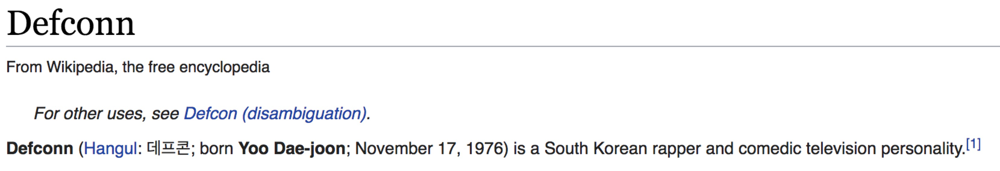 Defconn
From Wikipedia, the free encyclopedia
For other uses, see Defcon (disambiguation).
Defconn (Hangul: 데프콘; born Yoo Dae-joon; November 17, 1976) is a South Korean rapper and comedic television personality.[1]